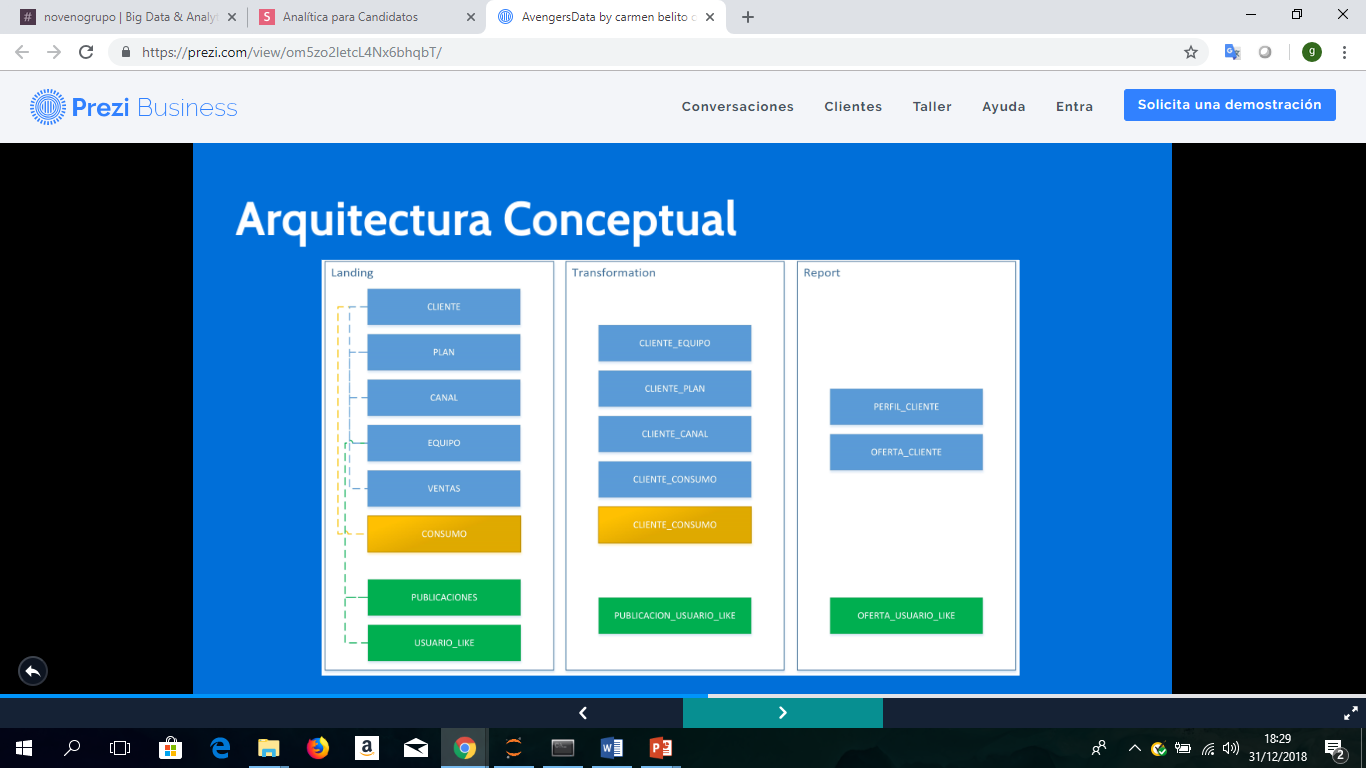 novenogrupo | Big Data & Analyt
Analítica para Candidatos
AvengersData by carmen belito
https://prezi.com/view/om5zo2IetcL4Nx6bhqbT/
g
Prezi Business
Conversaciones
Clientes
Taller
Ayuda
Entra
Solicita una demostración
Arquitectura Conceptual
Landing
CLIENTE
PLAN
CANAL
EQUIPO
VENTAS
CONSUMO
PUBLICACIONES
USUARIO_LIKE
Transformation
CLIENTE_EQUIPO
CLIENTE_PLAN
CLIENTE_CANAL
CLIENTE_CONSUMO
CLIENTE_CONSUMO
PUBLICACION_USUARIO_LIKE
Report
PERFIL_CLIENTE
OFERTA_CLIENTE
OFERTA_USUARIO_LIKE
18:29
31/12/2018
2